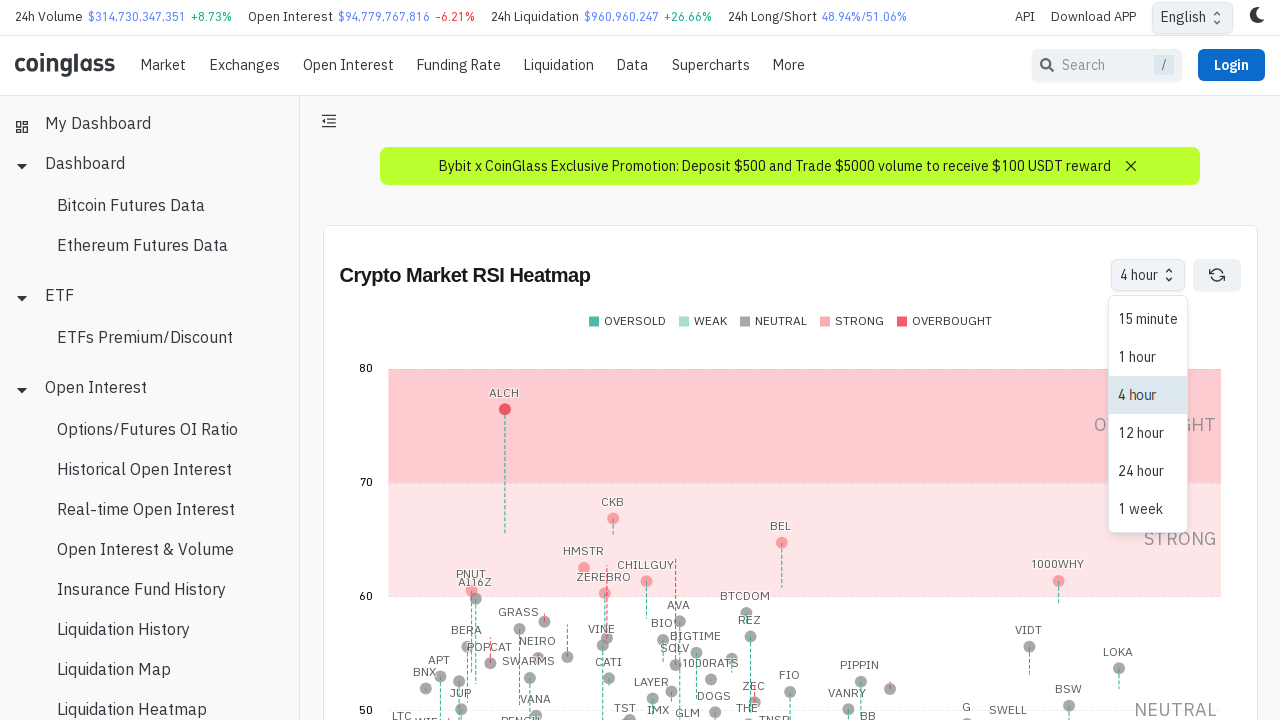 24h Volume $314,730,347,351 +8.73% Open Interest $94,779,767,816 -6.21% 24h Liquidation $960,960,247 +26.66% 24h Long/Short 48.94%/51.06% API Download APP English
coinglass Market Exchanges Open Interest Funding Rate Liquidation Data Supercharts More Search / Login
My Dashboard
Dashboard
Bitcoin Futures Data
Ethereum Futures Data
ETF
ETFs Premium/Discount
Open Interest
Options/Futures OI Ratio
Historical Open Interest
Real-time Open Interest
Open Interest & Volume
Insurance Fund History
Liquidation History
Liquidation Map
Liquidation Heatmap
Bybit x CoinGlass Exclusive Promotion: Deposit $500 and Trade $5000 volume to receive $100 USDT reward
Crypto Market RSI Heatmap 4 hour
15 minute
1 hour
4 hour
12 hour
24 hour
1 week
OVERSOLD WEAK NEUTRAL STRONG OVERBOUGHT
80
ALCH
70
CKB
BEL
STRONG
HMSTR
CHILLGUY
1000WHY
PNUT
ZEREBRO
AI16Z
60
BTCDOM
AVA
GRASS
REZ
BIO
BERA
VINE
VIDT
BIGTIME
NEIRO
POPCAT
SOLV
LOKA
APT
SWARMS
CATI
1000RATS
PIPPIN
BNX
FIO
LAYER
ZEC
BSW
JUP
VANRY
DOGS
VANA
50
TST
IMX
THE
G
SWELL
NEUTRAL
GLM
LTC
BB